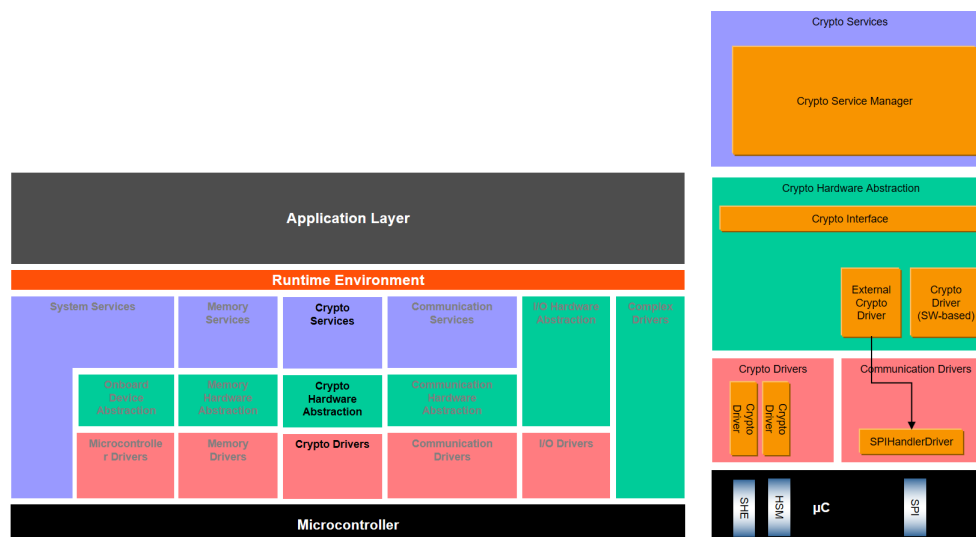 Application Layer
Runtime Environment
System Services
Memory
Services
Crypto
Services
Communication
Services
I/O Hardware
Abstraction
Complex
Drivers
Onboard
Device
Abstraction
Memory
Hardware
Abstraction
Crypto
Hardware
Abstraction
Communication
Hardware
Abstraction
Microcontrolle
r Drivers
Memory
Drivers
Crypto Drivers
Communication
Drivers
I/O Drivers
Microcontroller
Crypto Services
Crypto Service Manager
Crypto Hardware Abstraction
Crypto Interface
External
Crypto
Driver
Crypto
Driver
(SW-based)
Crypto Drivers
Crypto
Driver
Crypto
Driver
Communication Drivers
SPIHandlerDriver
SHE
HSM
µC
SPI